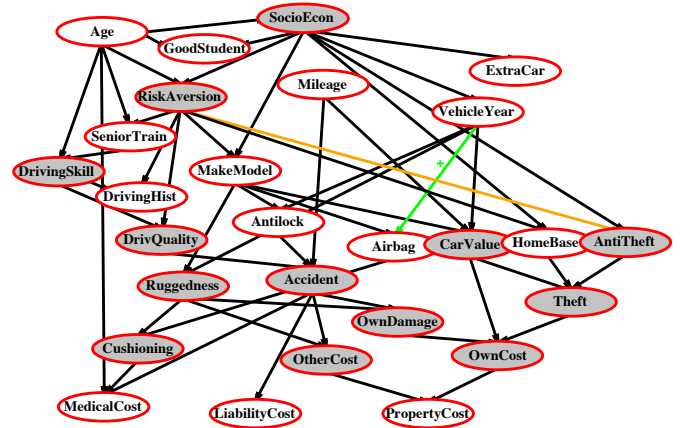 SocioEcon
Age
GoodStudent
ExtraCar
Mileage
RiskAversion
VehicleYear
SeniorTrain
+
DrivingSkill
MakeModel
DrivingHist
Antilock
DrivQuality
Airbag
CarValue
HomeBase
AntiTheft
Ruggedness
Accident
Theft
OwnDamage
Cushioning
OtherCost
OwnCost
MedicalCost
LiabilityCost
PropertyCost